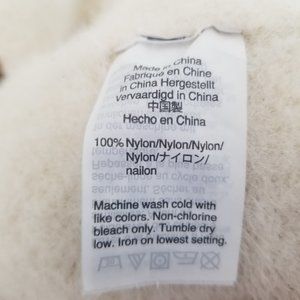 Made in China
Fabriqué en Chine
In China Hergestellt
Vervaardigd in China
中国製
Hecho en China
100% Nylon/Nylon/Nylon/
Nylon/ナイロン/
nailon
Machine wash cold with
like colors. Non-chlorine
bleach only. Tumble dry
low. Iron on lowest setting.